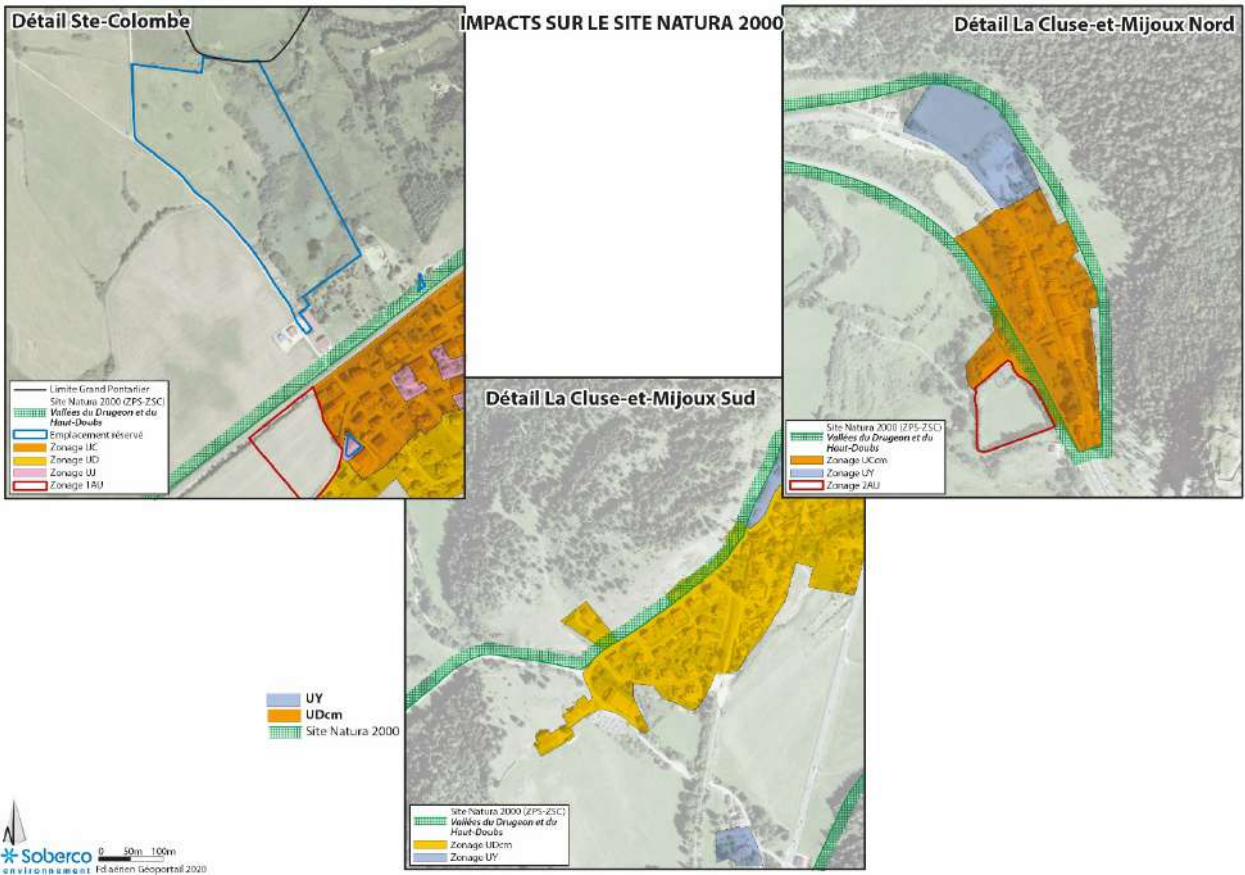 IMPACTS SUR LE SITE NATURA 2000
Détail Ste-Colombe
Limite Grand Pontarlier
Site Natura 2000 (ZPS-ZSC)
Vallées du Drugeon et du
Haut-Doubs
Emplacement réservé
Zonage UC
Zonage UD
Zonage UJ
Zonage 1AU
Détail La Cluse-et-Mijoux Nord
Site Natura 2000 (ZPS-ZSC)
Vallées du Drugeon et du
Haut-Doubs
Zonage UCcm
Zonage UY
Zonage 2AU
Détail La Cluse-et-Mijoux Sud
Site Natura 2000 (ZPS-ZSC)
Vallées du Drugeon et du
Haut-Doubs
Zonage UDcm
Zonage UY
UY
UDcm
Site Natura 2000
N
Soberco
environnement
0 50m 100m
Fd aérien Géoportail 2020